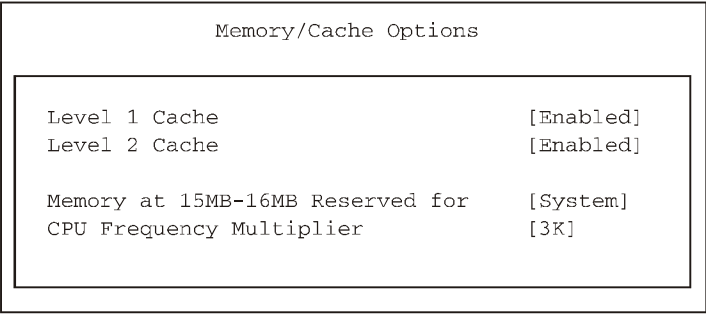 Memory/Cache Options
Level 1 Cache [Enabled]
Level 2 Cache [Enabled]
Memory at 15MB-16MB Reserved for [System]
CPU Frequency Multiplier [3K]